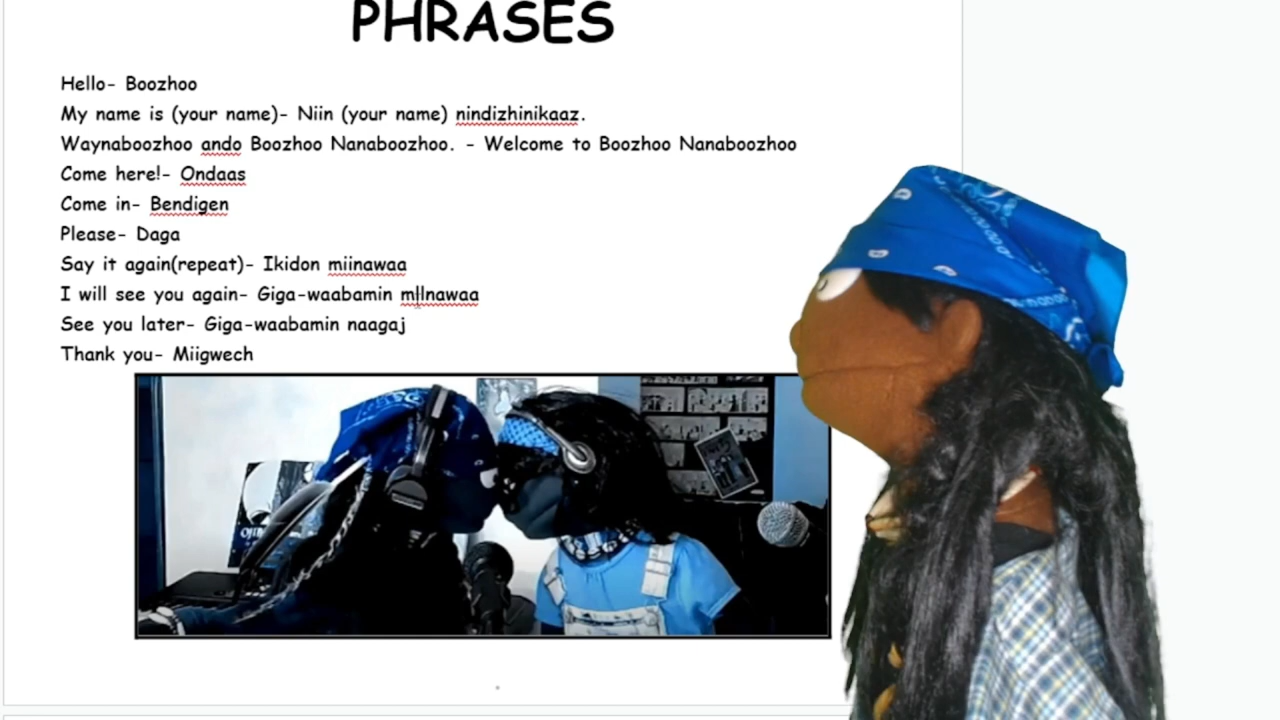 PHRASES
Hello- Boozhoo
My name is (your name)- Niin (your name) nindizhinikaaz.
Waynaboozhoo ando Boozhoo Nanaboozhoo. - Welcome to Boozhoo Nanaboozhoo
Come here!- Ondaas
Come in- Bendigen
Please- Daga
Say it again(repeat)- Ikidon miinawaa
I will see you again- Giga-waabamin miinawaa
See you later- Giga-waabamin naagaj
Thank you- Miigwech